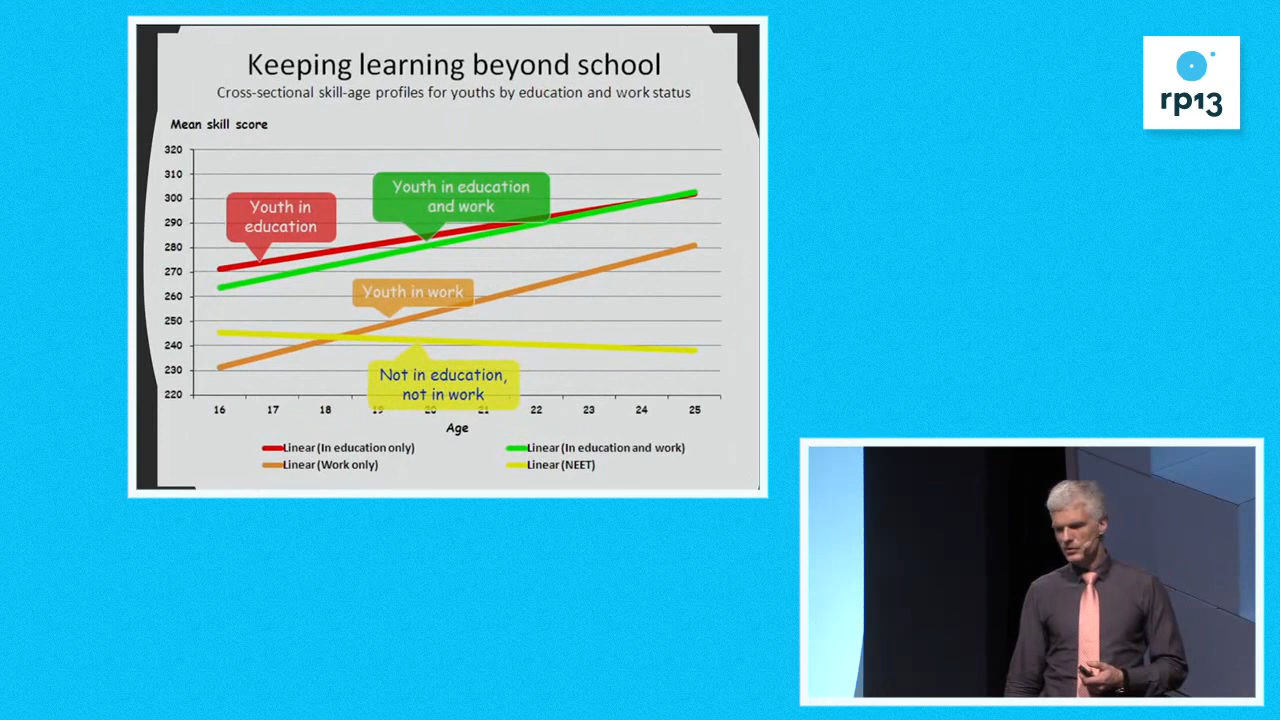 Keeping learning beyond school
Cross-sectional skill-age profiles for youths by education and work status
Mean skill score
320
310
300
290
280
270
260
250
240
230
220
Youth in
education
Youth in education
and work
Youth in work
Not in education,
not in work
16 17 18 19 20 21 22 23 24 25
Age
Linear (In education only)
Linear (In education and work)
Linear (Work only)
Linear (NEET)
rp13